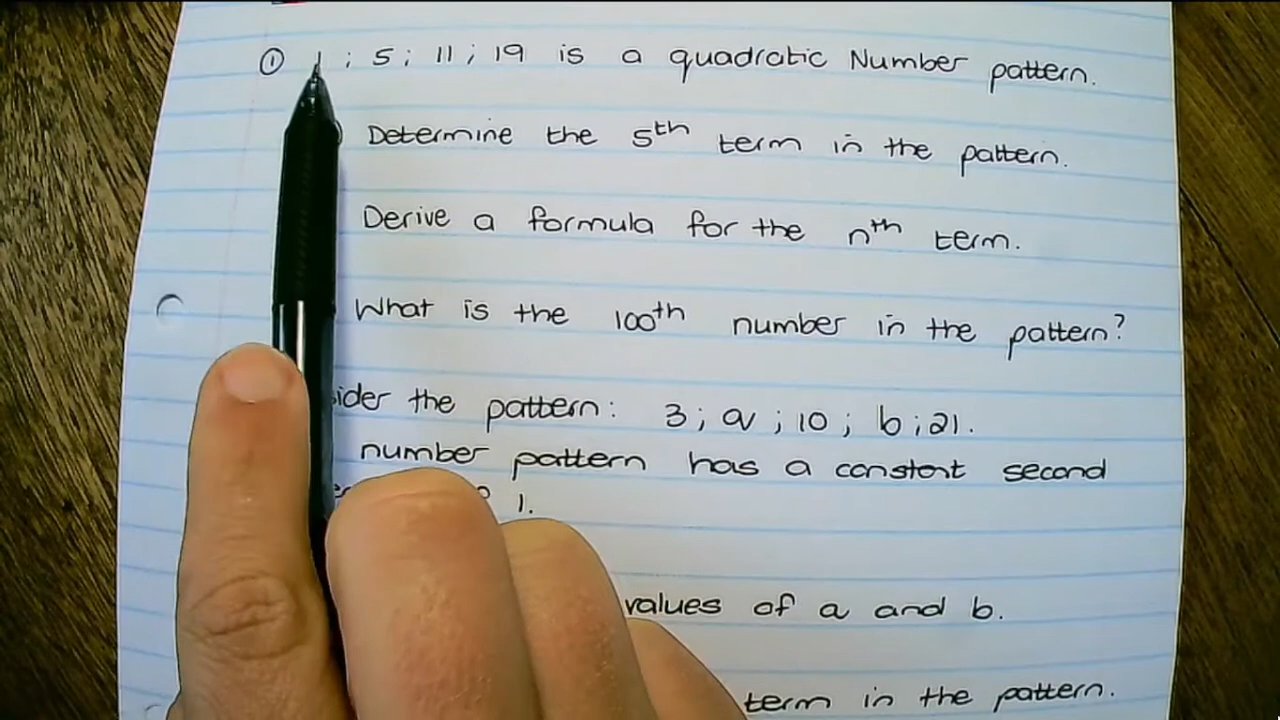 ① 1 ; 5 ; 11 ; 19 is a quadratic Number pattern.
Determine the 5th term in the pattern.
Derive a formula for the nth term.
What is the 100th number in the pattern?
the pattern: 3 ; a ; 10 ; b ; 21.
number pattern has a constant second
1.
values of a and b.
term in the pattern.